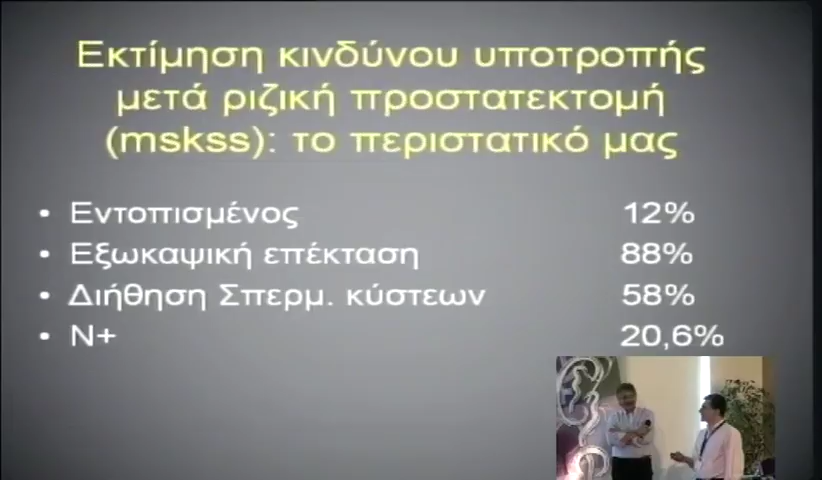 Εκτίμηση κινδύνου υποτροπής
μετά ριζική προστατεκτομή
(mskss): το περιστατικό μας
• Εντοπισμένος 12%
• Εξωκαψική επέκταση 88%
• Διήθηση Σπερμ. κύστεων 58%
• Ν+ 20,6%